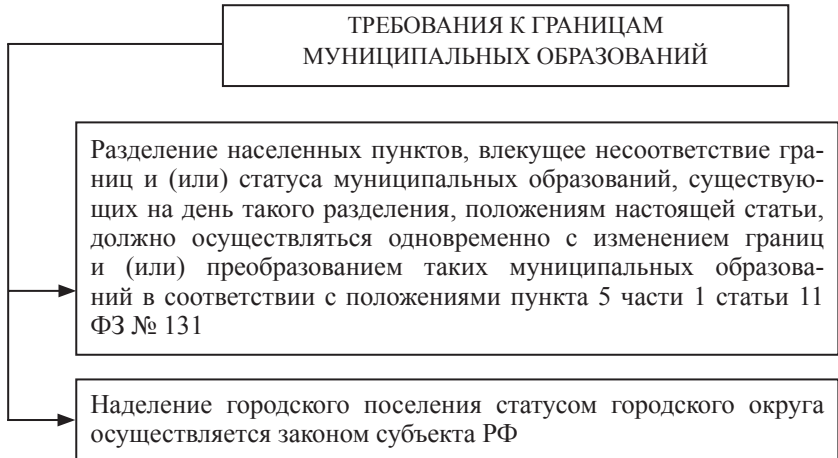 ТРЕБОВАНИЯ К ГРАНИЦАМ
МУНИЦИПАЛЬНЫХ ОБРАЗОВАНИЙ
Разделение населенных пунктов, влекущее несоответствие гра-
ниц и (или) статуса муниципальных образований, существую-
щих на день такого разделения, положениям настоящей статьи,
должно осуществляться одновременно с изменением границ
и (или) преобразованием таких муниципальных образова-
ний в соответствии с положениями пункта 5 части 1 статьи 11
ФЗ № 131
Наделение городского поселения статусом городского округа
осуществляется законом субъекта РФ